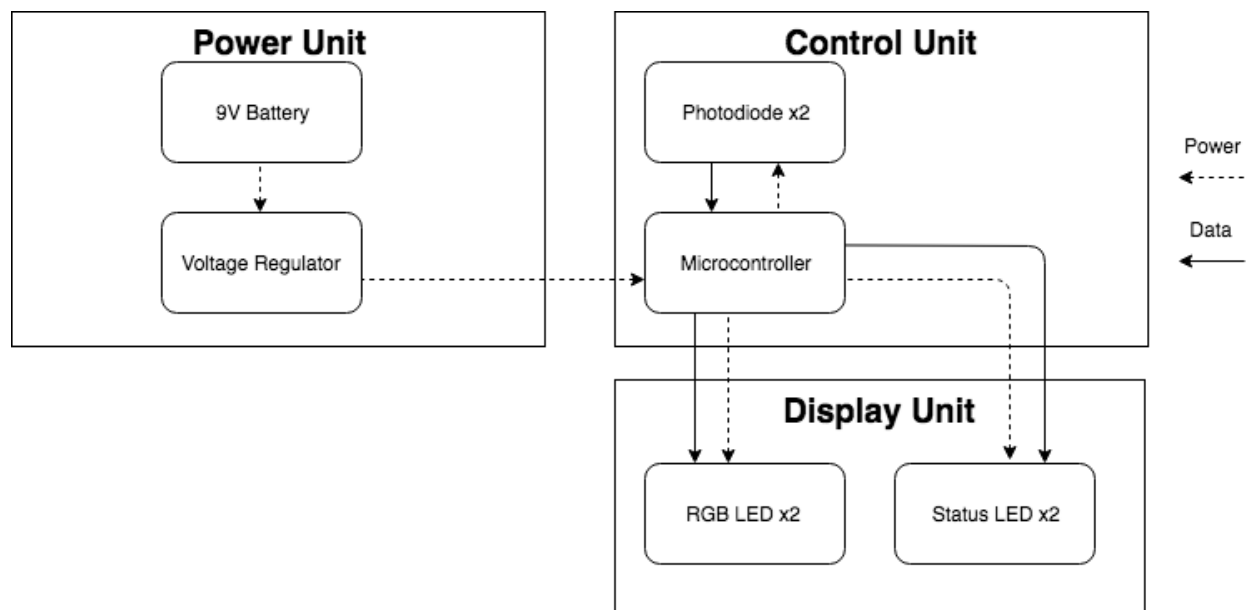 Power Unit
9V Battery
Voltage Regulator
Control Unit
Photodiode x2
Microcontroller
Power
Data
Display Unit
RGB LED x2
Status LED x2